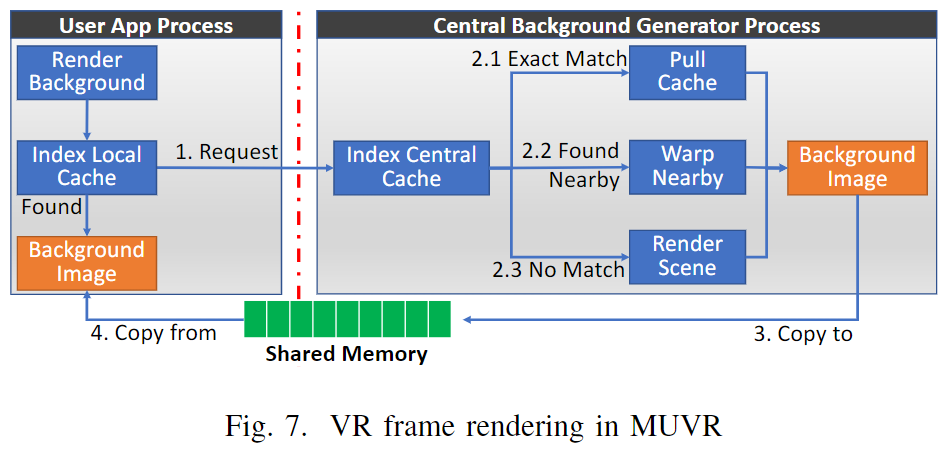 User App Process
Central Background Generator Process
Render
Background
Index Local
Cache
Found
Background
Image
1. Request
Index Central
Cache
2.1 Exact Match
Pull
Cache
2.2 Found
Nearby
Warp
Nearby
2.3 No Match
Render
Scene
Background
Image
3. Copy to
4. Copy from
Shared Memory
Fig. 7. VR frame rendering in MUVR